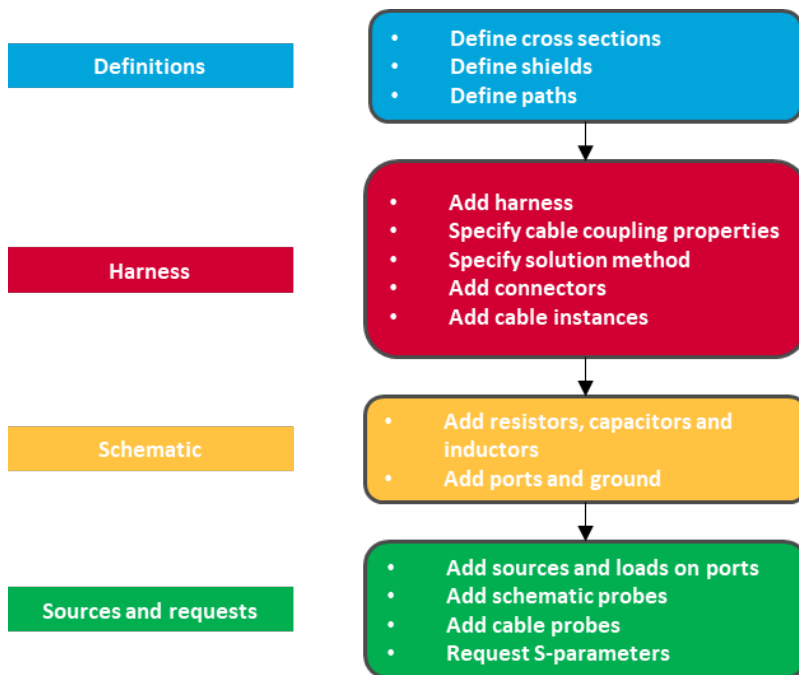 Definitions
• Define cross sections
• Define shields
• Define paths
Harness
• Add harness
• Specify cable coupling properties
• Specify solution method
• Add connectors
• Add cable instances
Schematic
• Add resistors, capacitors and
inductors
• Add ports and ground
Sources and requests
• Add sources and loads on ports
• Add schematic probes
• Add cable probes
• Request S-parameters